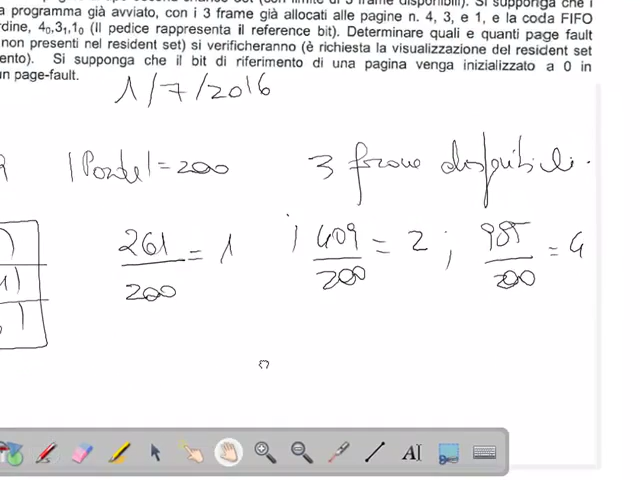 a programma già avviato, con i 3 frame già allocati alle pagine n. 4, 3, e 1, e la coda FIFO
dine, 4₀,3₁,1₀ (il pedice rappresenta il reference bit). Determinare quali e quanti page fault
non presenti nel resident set) si verificheranno (è richiesta la visualizzazione del resident set
ento). Si supponga che il bit di riferimento di una pagina venga inizializzato a 0 in
un page-fault.
1/7/2016
= 200 3 frame disponibili.
261/200 = 1 ; 409/200 = 2 ; 985/200 = 4
AI